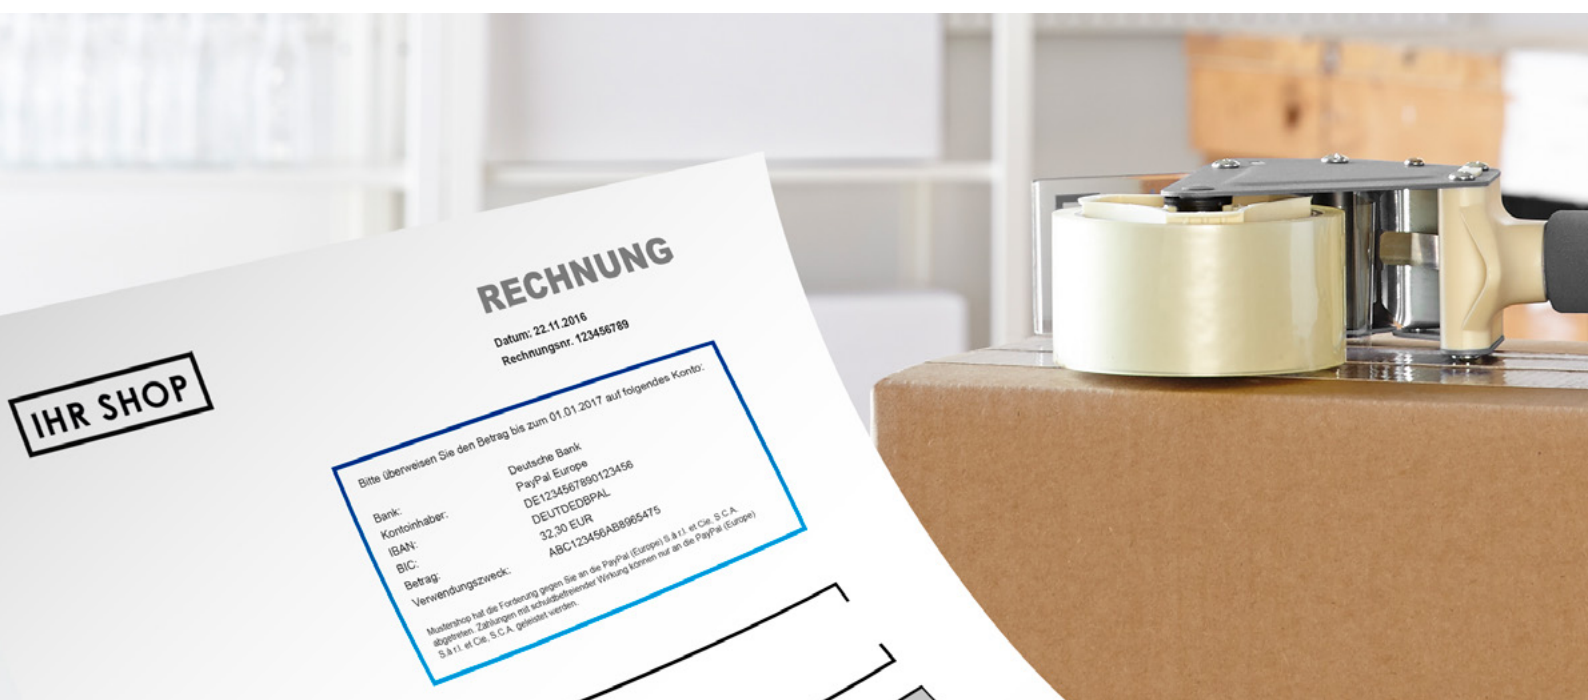 RECHNUNG
Datum: 22.11.2016
Rechnungsnr. 123456789
IHR SHOP
Bitte überweisen Sie den Betrag bis zum 01.01.2017 auf folgendes Konto:
Bank: Deutsche Bank
Kontoinhaber: PayPal Europe
IBAN: DE1234567890123456
BIC: DEUTDEDBPAL
Betrag: 32,30 EUR
Verwendungszweck: ABC123456AB8965475
Mustershop hat die Forderung gegen Sie an die PayPal (Europe) S.à r.l. et Cie, S.C.A.
abgetreten. Zahlungen mit schuldbefreiender Wirkung können nur an die PayPal (Europe)
S.à r.l. et Cie, S.C.A. geleistet werden.